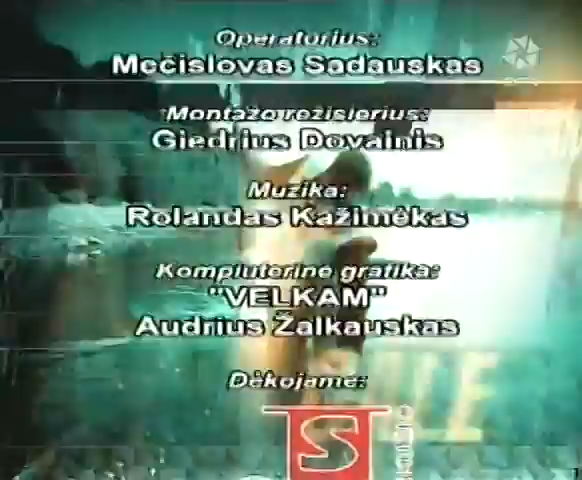 Operatorius:
Mečislovas Sadauskas
Montažo režisierius:
Giedrius Dovainis
Muzika:
Rolandas Kažimėkas
Kompiuterinė grafika:
"VELKAM"
Audrius Žalkauskas
Dėkojame:
S